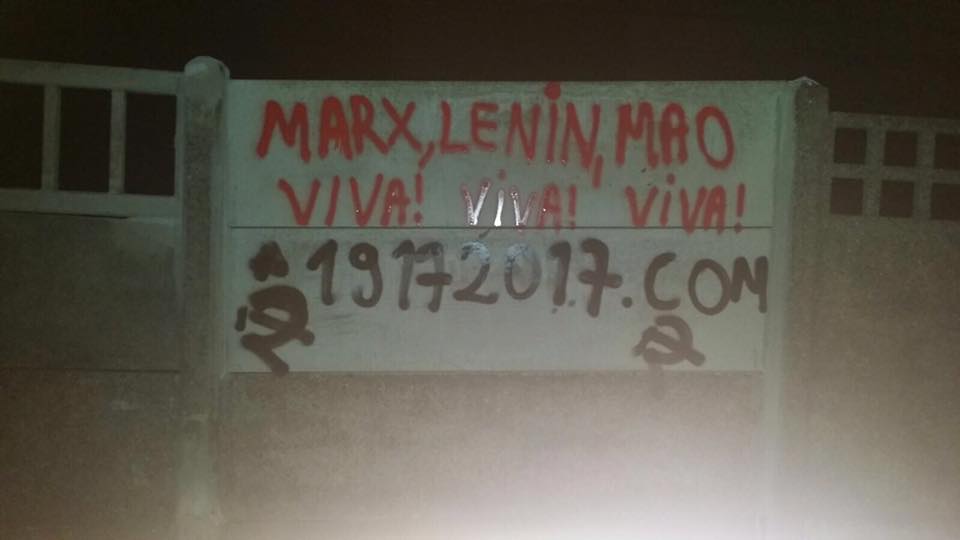 MARX, LENIN, MAO
VIVA! VIVA! VIVA!
19172017.COM